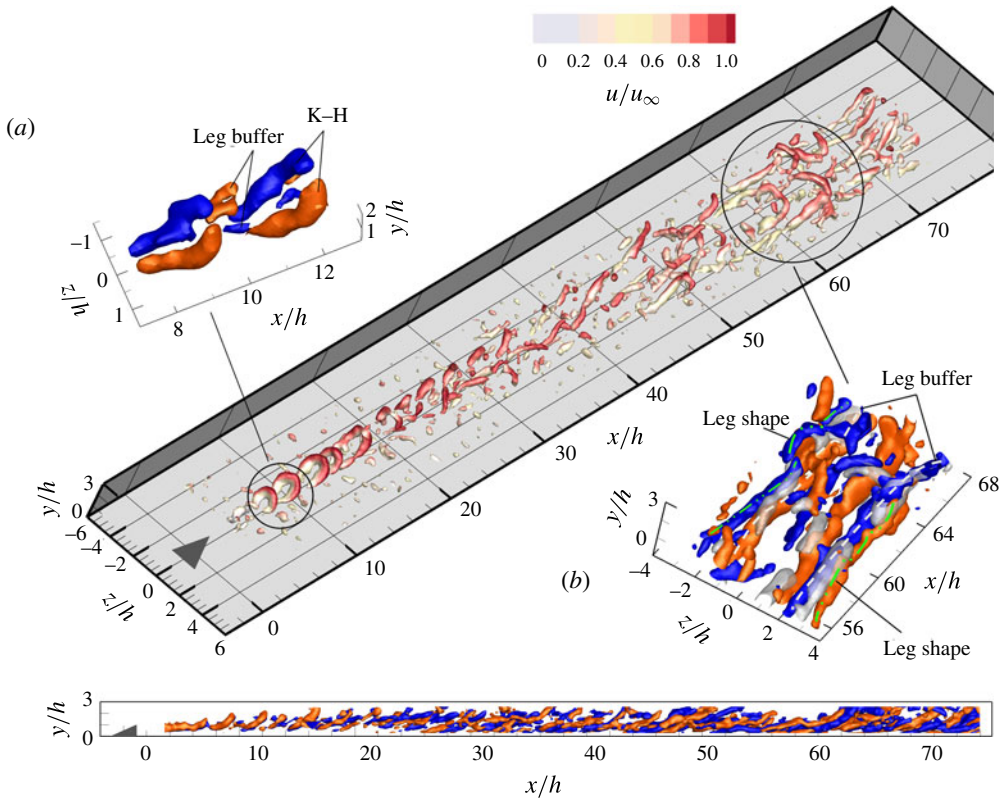 0 0.2 0.4 0.6 0.8 1.0
u/u∞
(a)
K–H
Leg buffer
–1
0
1
z/h
8 10 12
x/h
2
1
y/h
3
0
y/h
–6
–4
–2
0
2
4
6
z/h
0
10
20
30
40
50
60
70
x/h
Leg buffer
Leg shape
(b)
3
0
y/h
–4
–2
0
2
4
z/h
56
60
64
68
x/h
Leg shape
3
0
y/h
0 10 20 30 40 50 60 70
x/h